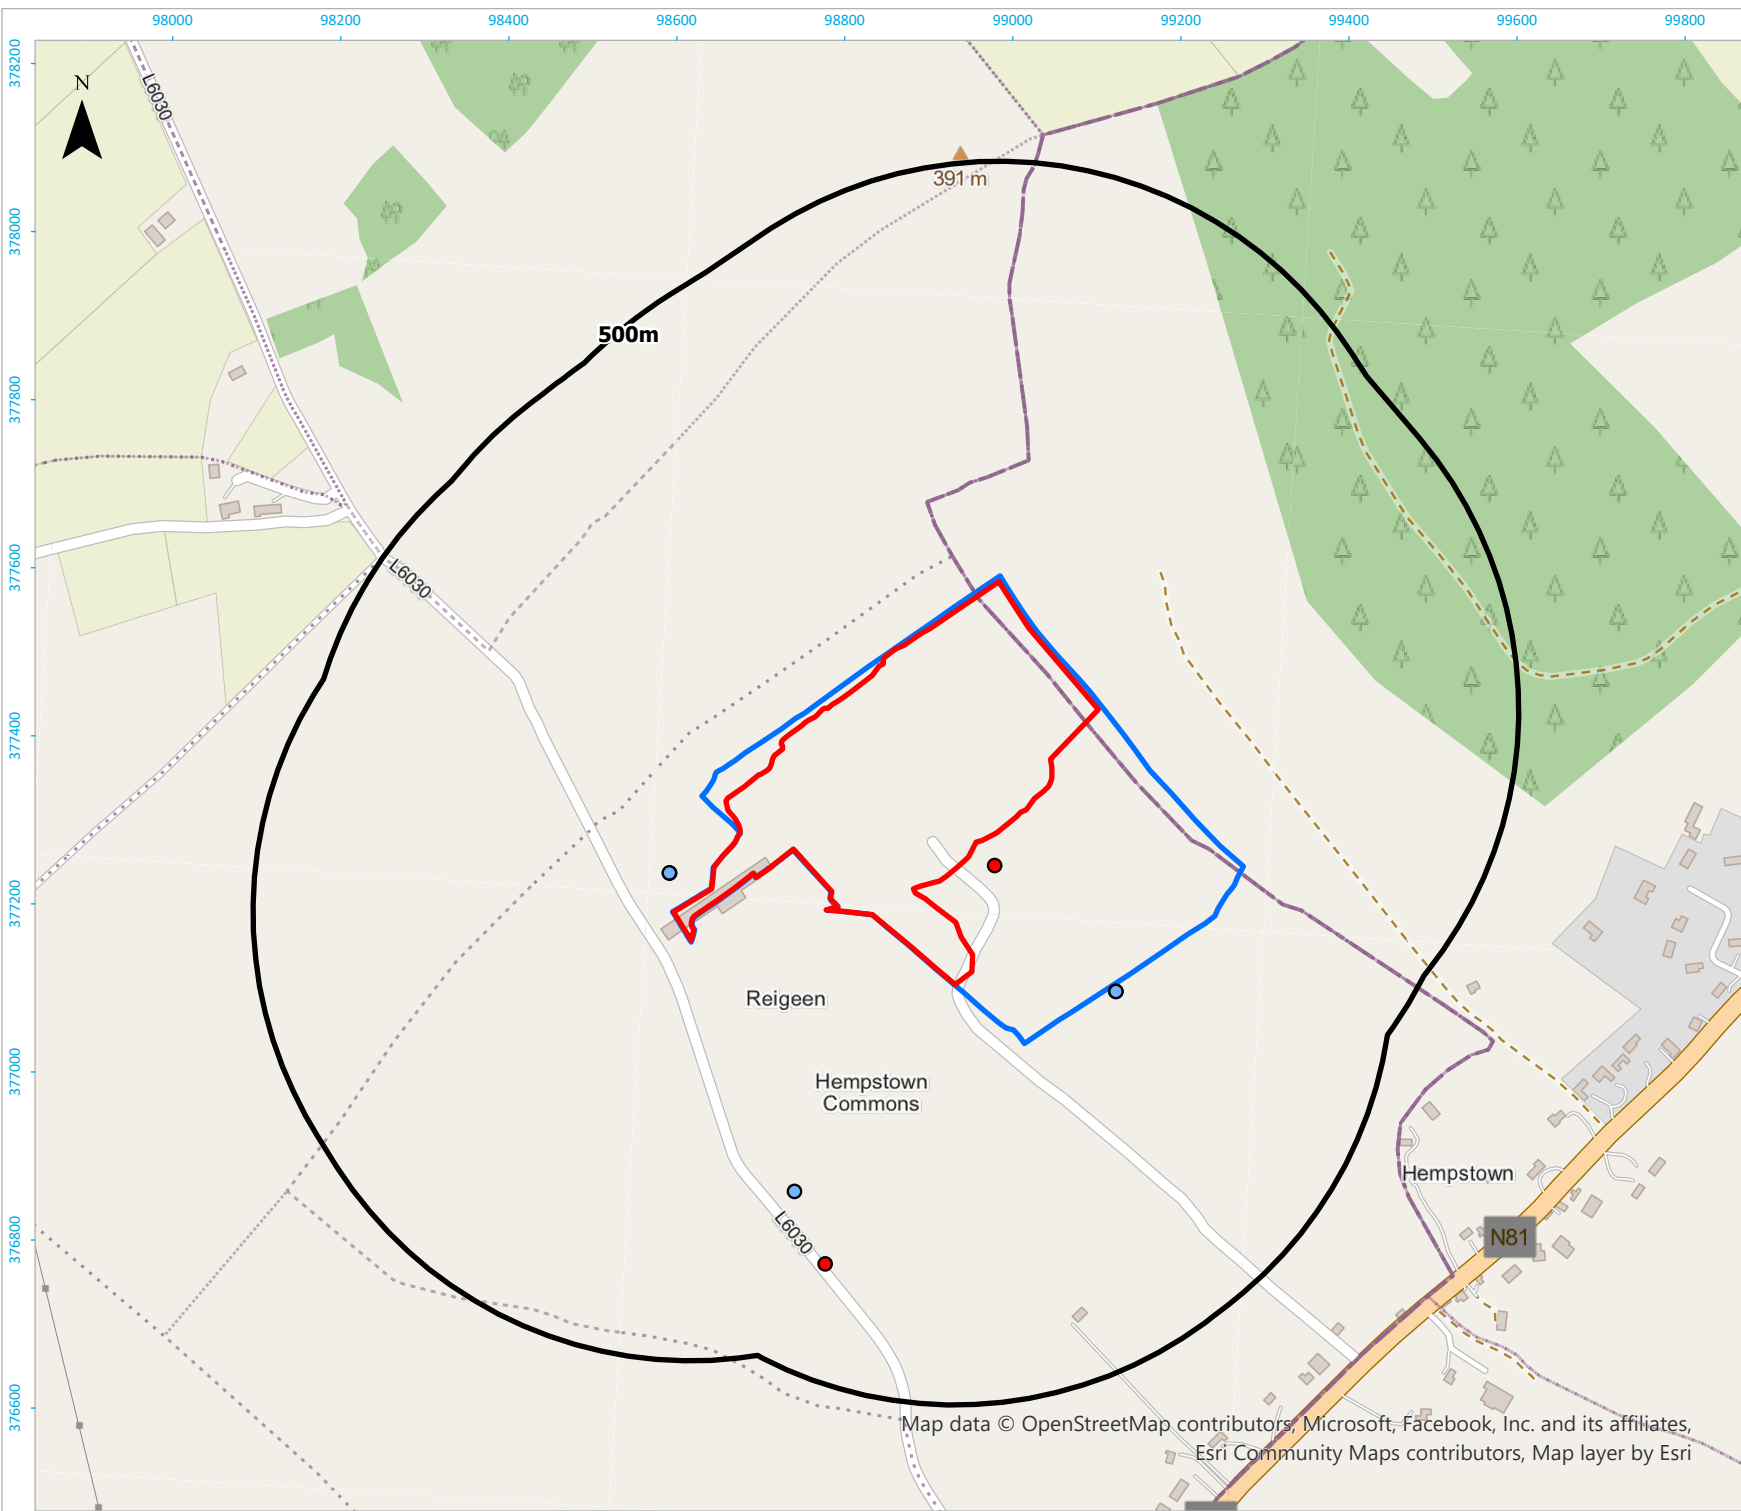 98000 98200 98400 98600 98800 99000 99200 99400 99600 99800
378200
378000
377800
377600
377400
377200
377000
376800
376600
N
L6030
391 m
500m
L6030
Reigeen
Hempstown
Commons
Hempstown
L6030
N81
Map data © OpenStreetMap contributors, Microsoft, Facebook, Inc. and its affiliates,
Esri Community Maps contributors, Map layer by Esri